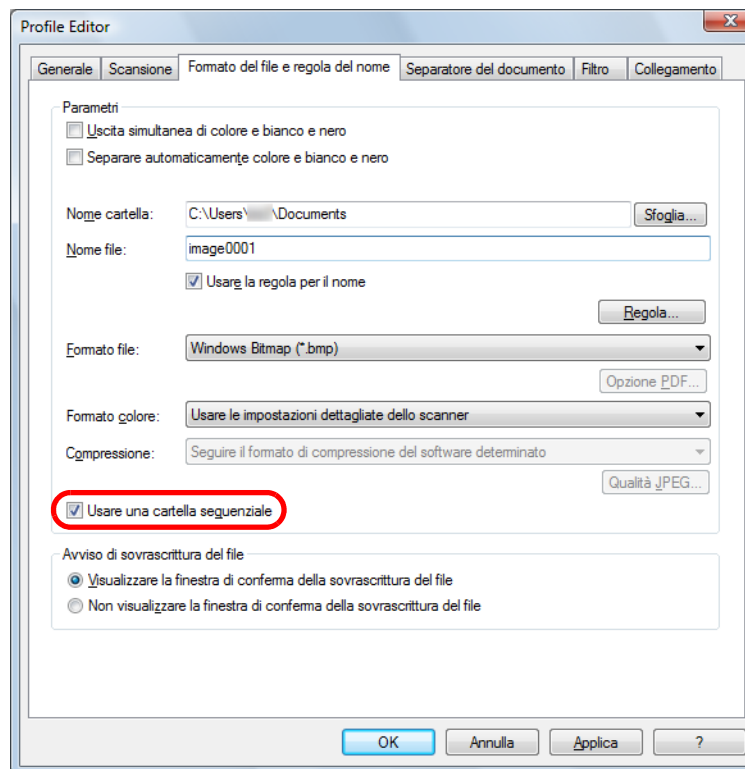 Profile Editor
Generale Scansione Formato del file e regola del nome Separatore del documento Filtro Collegamento
Parametri
Uscita simultanea di colore e bianco e nero
Separare automaticamente colore e bianco e nero
Nome cartella: C:\Users\ \Documents Sfoglia...
Nome file: image0001
Usare la regola per il nome
Regola...
Formato file: Windows Bitmap (*.bmp)
Opzione PDF...
Formato colore: Usare le impostazioni dettagliate dello scanner
Compressione: Seguire il formato di compressione del software determinato
Qualità JPEG...
Usare una cartella sequenziale
Avviso di sovrascrittura del file
Visualizzare la finestra di conferma della sovrascrittura del file
Non visualizzare la finestra di conferma della sovrascrittura del file
OK Annulla Applica ?